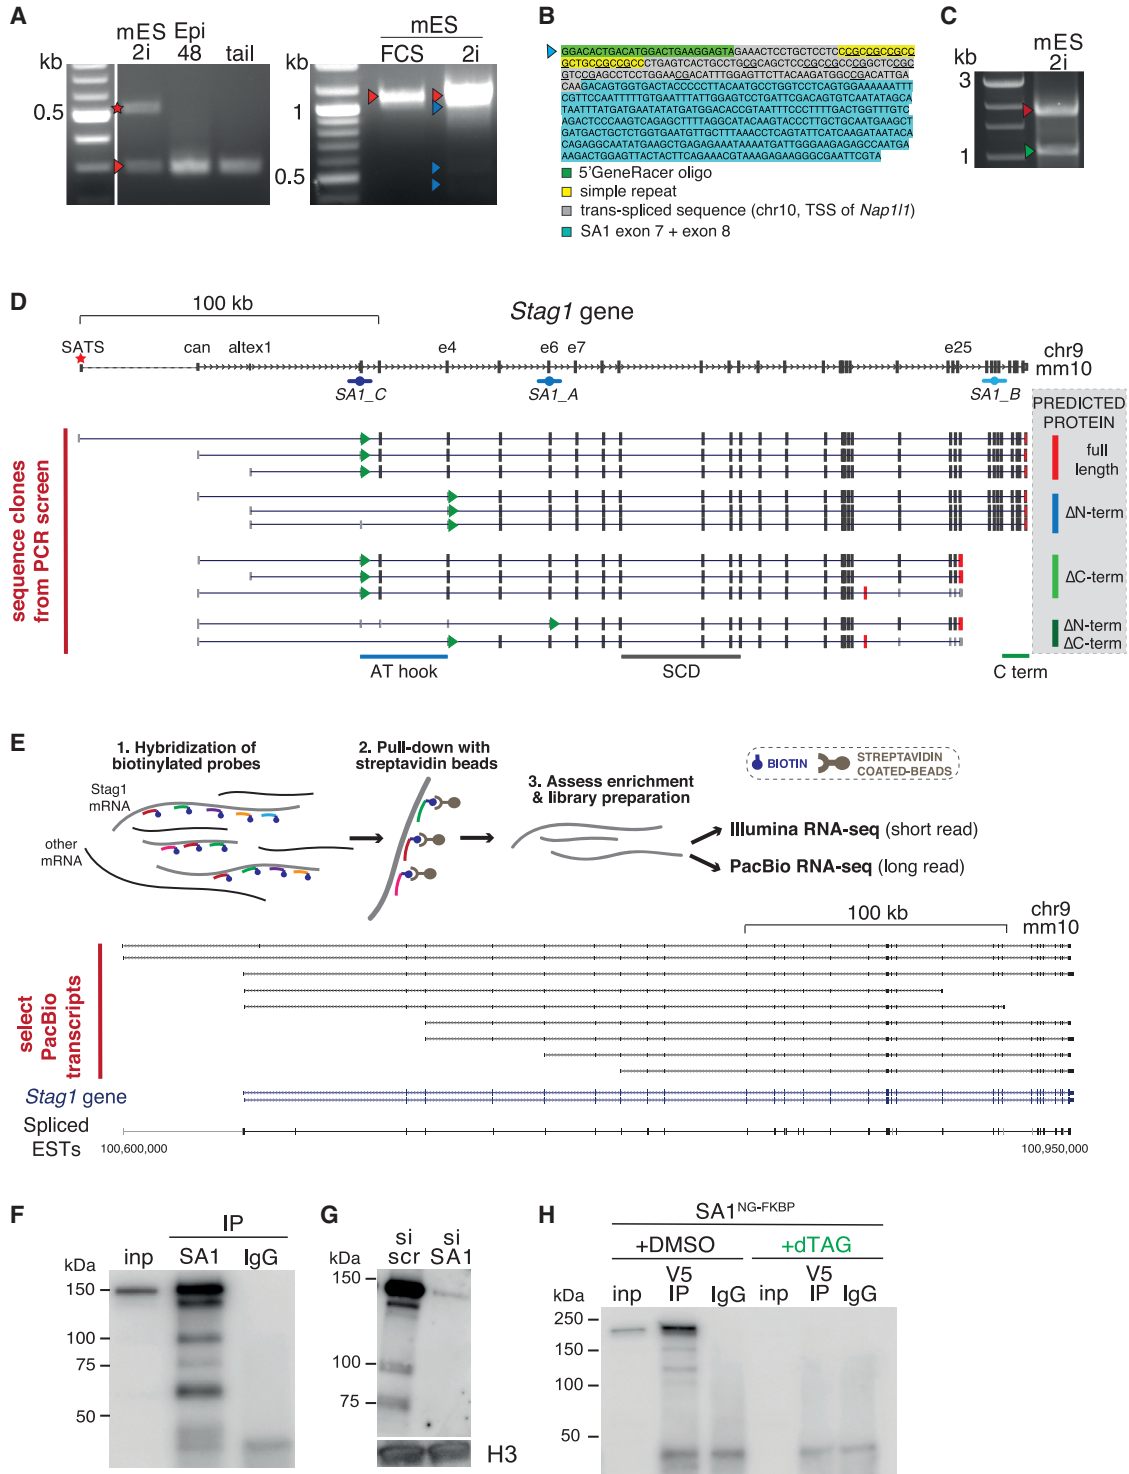 A
mES
2i
Epi
48
tail
kb
0.5
mES
FCS
2i
kb
1
0.5
B
GGACACTGACATGGACTGAAGGAGTAGAAACTCCTGCTCCTCCCGCCGCCGCC
GCTGCCGCCGCCCCTGAGTCACTGCCTGCGCAGCTCCGCCGCCCGGCTCCGC
GTCCGAGCCTCCTGGAACGACATTTGGAGTCTTACAAGATGGCCGACATTGA
CAAGACAGTGGTGACTACCCCCTTACAATGCCTGGTCAGTGGAAAAAATTT
5'GeneRacer oligo
simple repeat
trans-spliced sequence (chr10, TSS of Nap1l1)
SA1 exon 7 + exon 8
C
mES
2i
kb
3
1
D
100 kb
Stag1 gene
SATS
can
altex1
e4
e6
e7
e25
chr9
mm10
SA1_C
SA1_A
SA1_B
sequence clones
from PCR screen
PREDICTED
PROTEIN
full
length
ΔN-term
ΔC-term
ΔN-term
ΔC-term
AT hook
SCD
C term
E
1. Hybridization of
biotinylated probes
2. Pull-down with
streptavidin beads
3. Assess enrichment
& library preparation
BIOTIN
STREPTAVIDIN
COATED-BEADS
Stag1
mRNA
other
mRNA
Illumina RNA-seq (short read)
PacBio RNA-seq (long read)
100 kb
chr9
mm10
select
PacBio
transcripts
Stag1 gene
Spliced
ESTs
100,600,000
100,950,000
F
IP
inp
SA1
IgG
kDa
150
100
75
50
G
si
scr
si
SA1
kDa
150
100
75
H3
H
SA1NG-FKBP
+DMSO
+dTAG
inp
V5
IP
IgG
inp
V5
IP
IgG
kDa
250
150
100
50